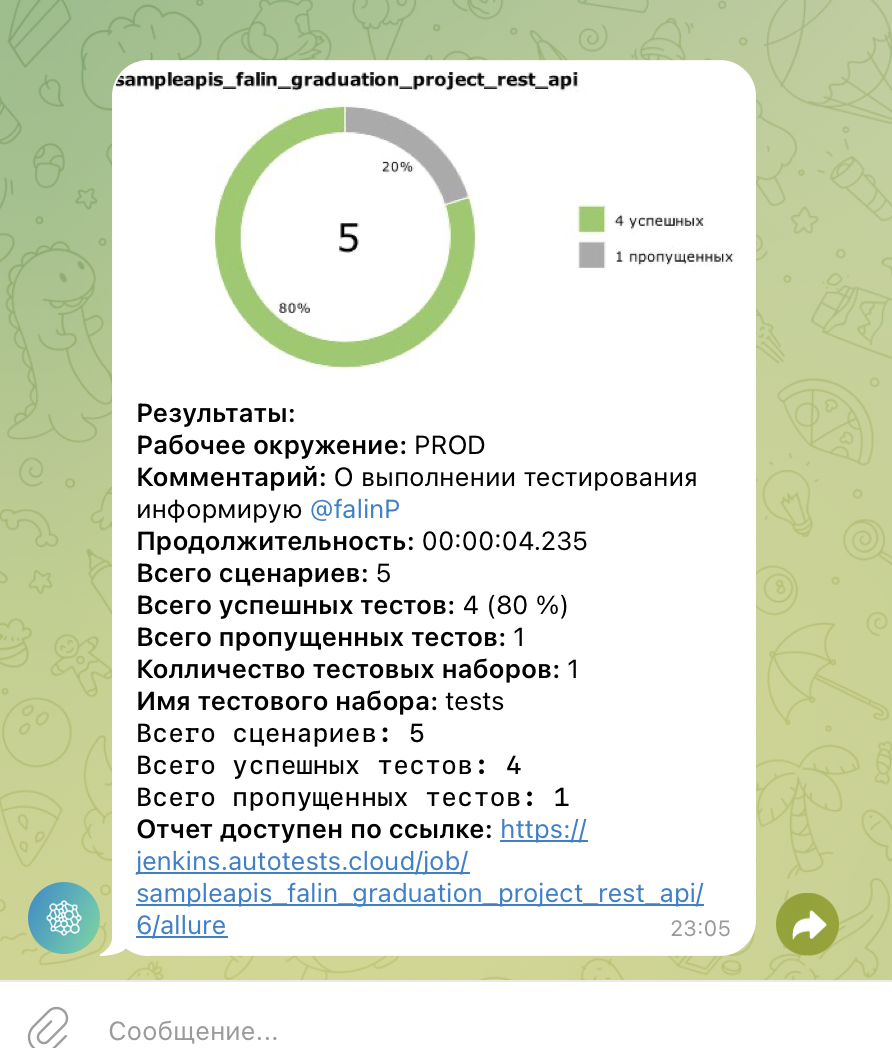 sampleapis_falin_graduation_project_rest_api
20%
5
80%
4 успешных
1 пропущенных
Результаты:
Рабочее окружение: PROD
Комментарий: О выполнении тестирования
информирую @falinP
Продолжительность: 00:00:04.235
Всего сценариев: 5
Всего успешных тестов: 4 (80 %)
Всего пропущенных тестов: 1
Колличество тестовых наборов: 1
Имя тестового набора: tests
Всего сценариев: 5
Всего успешных тестов: 4
Всего пропущенных тестов: 1
Отчет доступен по ссылке: https://
jenkins.autotests.cloud/job/
sampleapis_falin_graduation_project_rest_api/
6/allure
23:05
Сообщение...